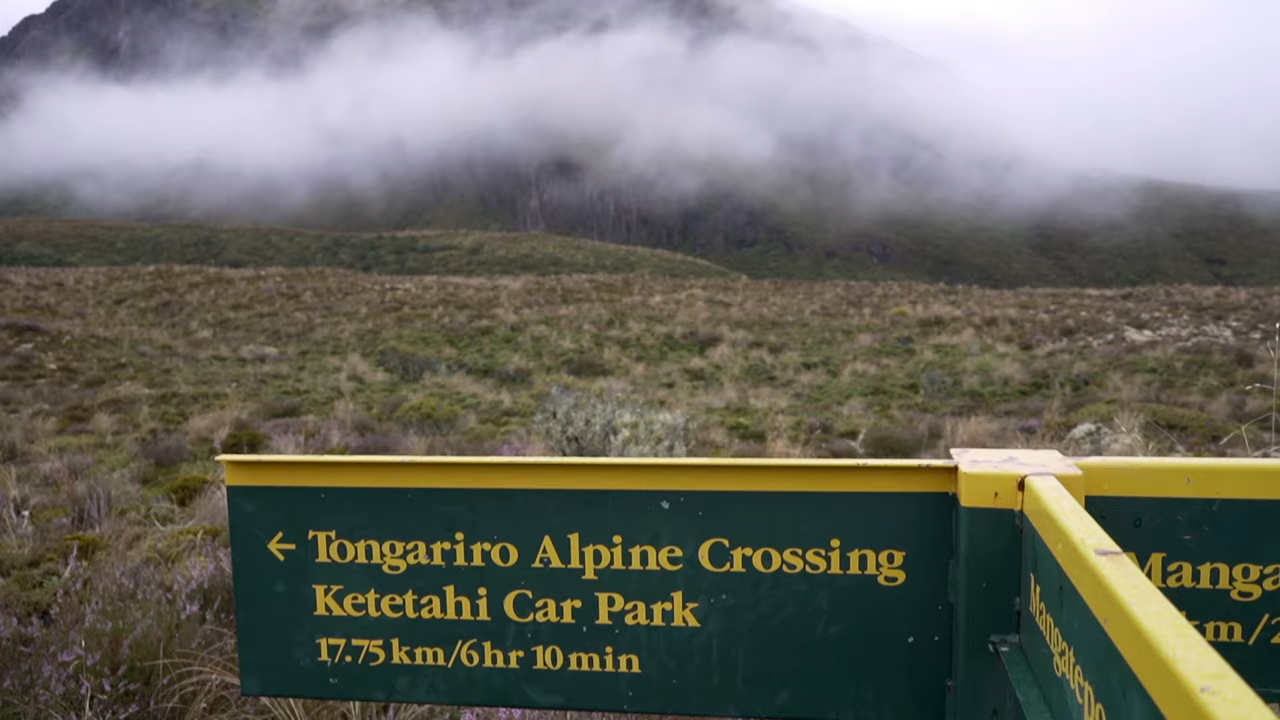 ← Tongariro Alpine Crossing
Ketetahi Car Park
17.75 km/6 hr 10 min